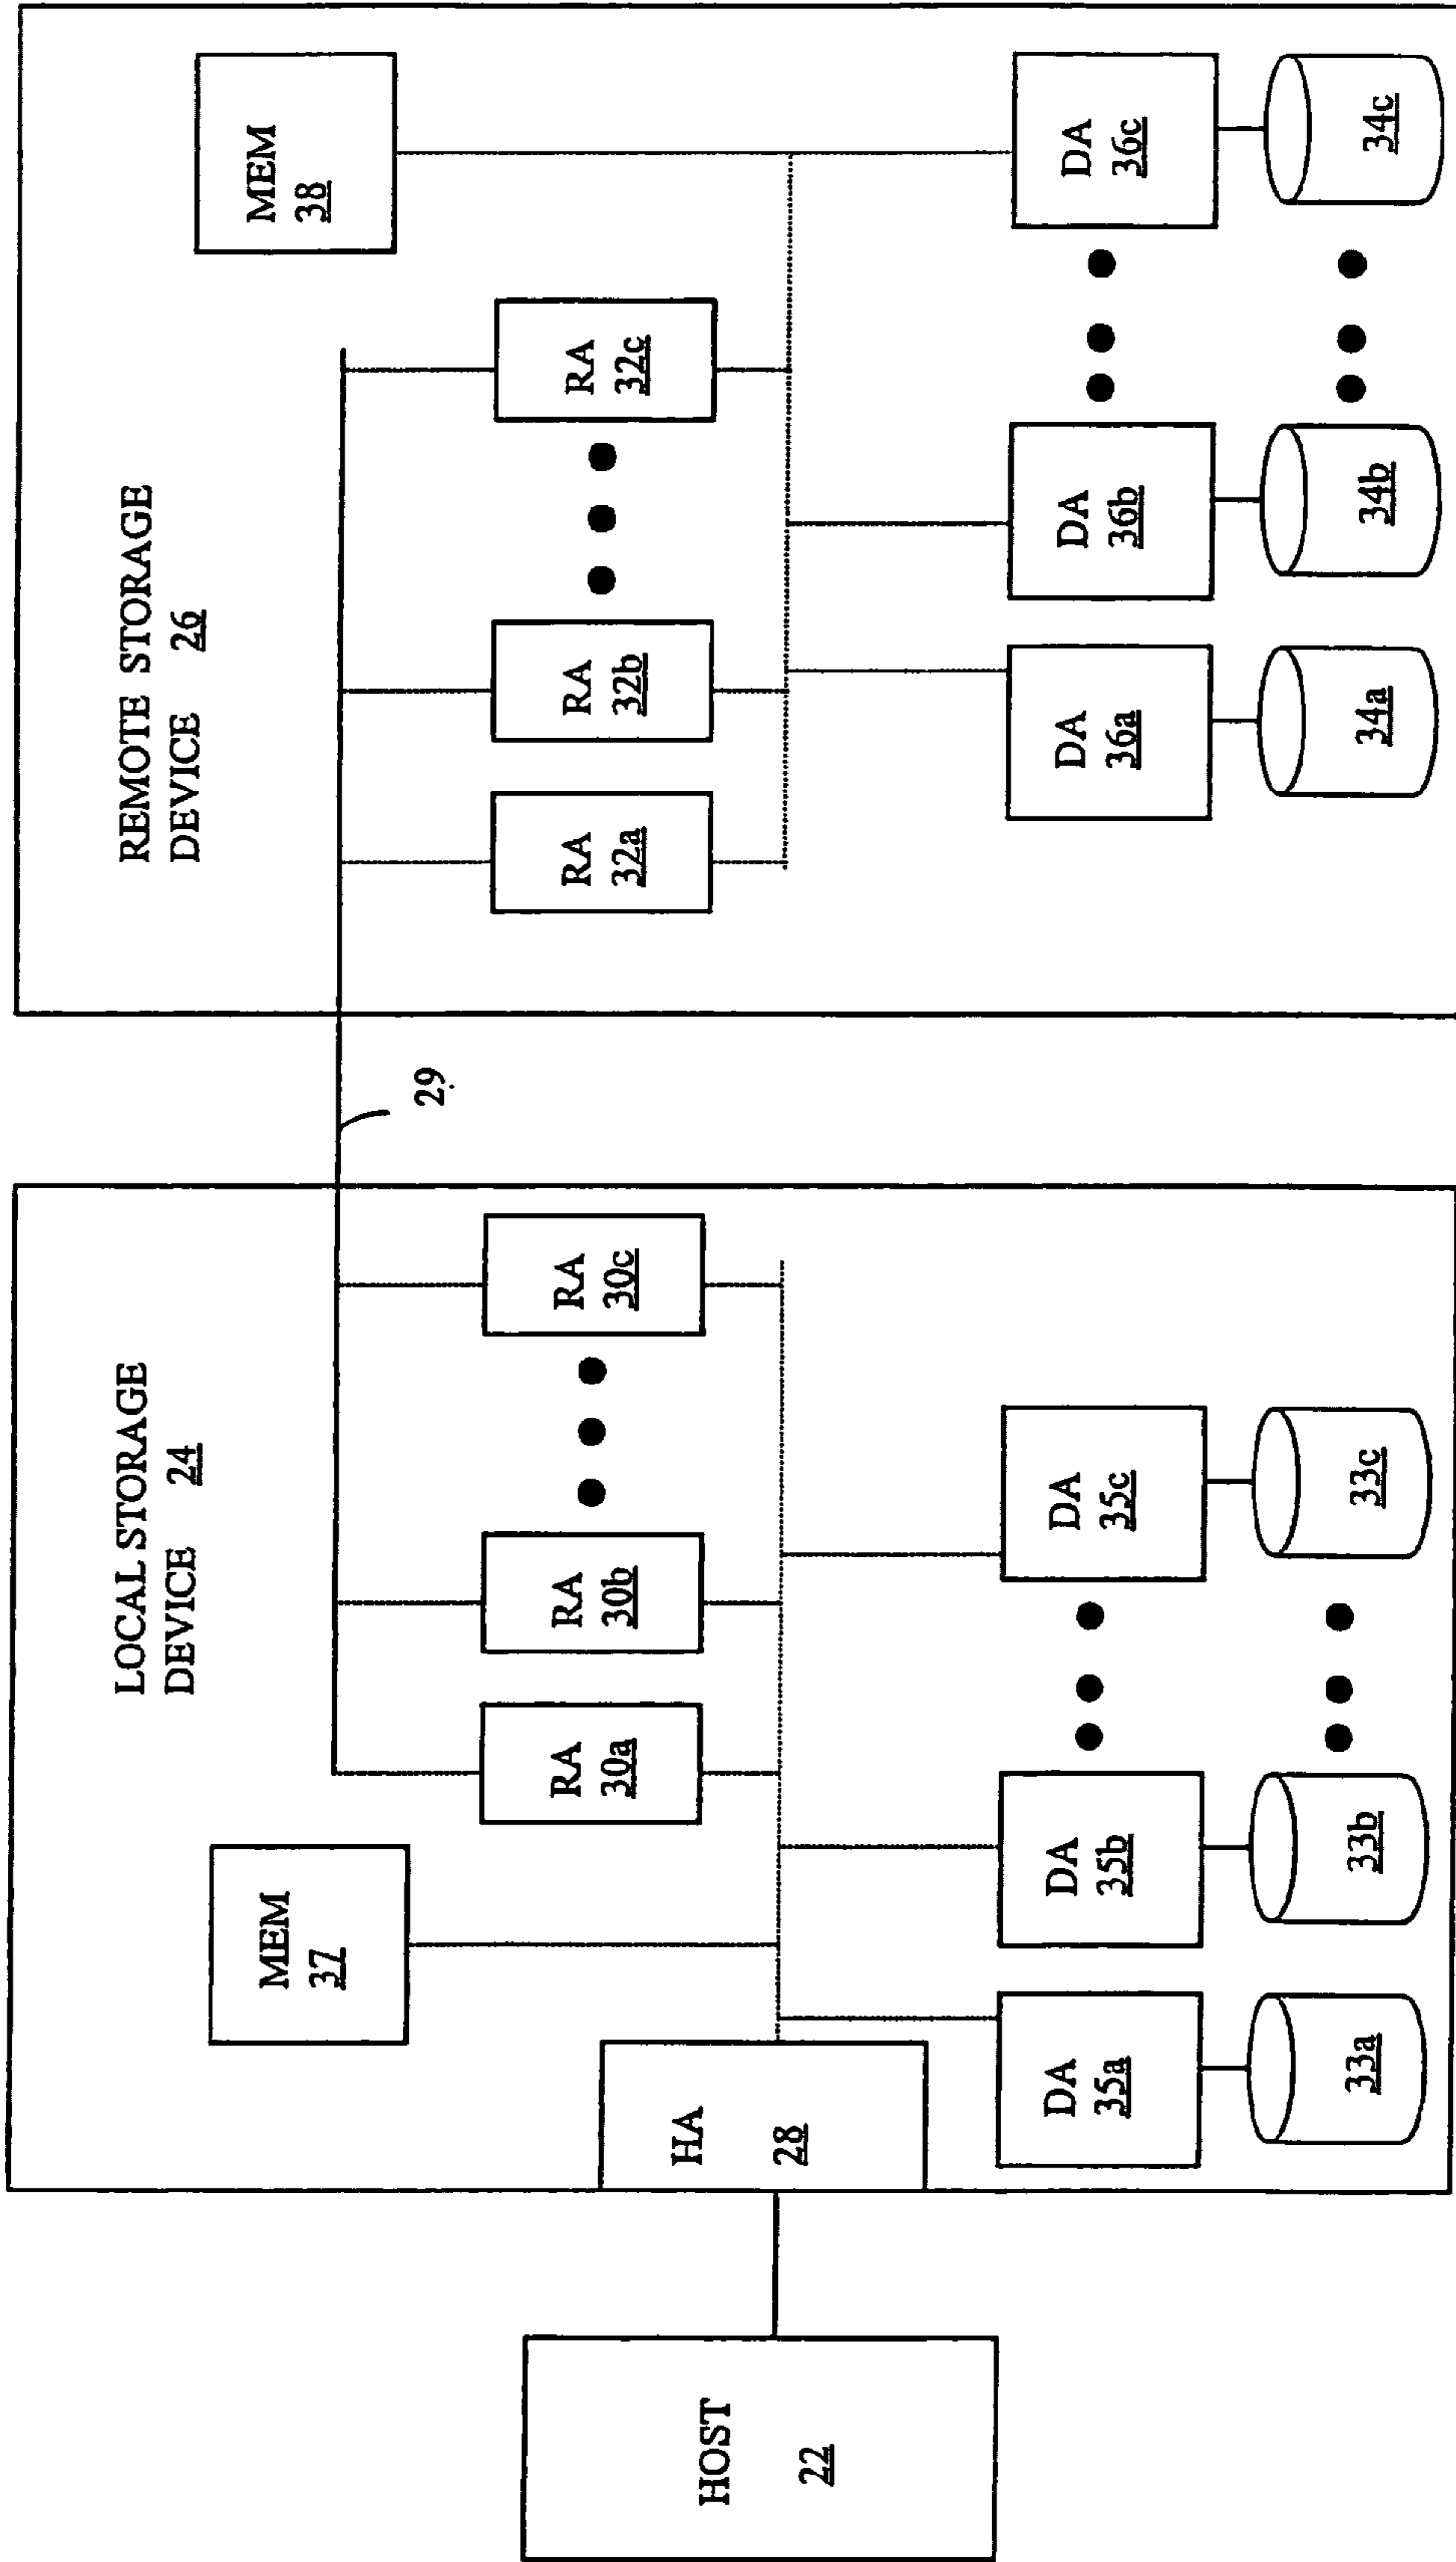 HOST
22
LOCAL STORAGE
DEVICE 24
MEM
37
HA
28
RA
30a
RA
30b
RA
30c
DA
35a
DA
35b
DA
35c
33a
33b
33c
29
REMOTE STORAGE
DEVICE 26
MEM
38
RA
32a
RA
32b
RA
32c
DA
36a
DA
36b
DA
36c
34a
34b
34c